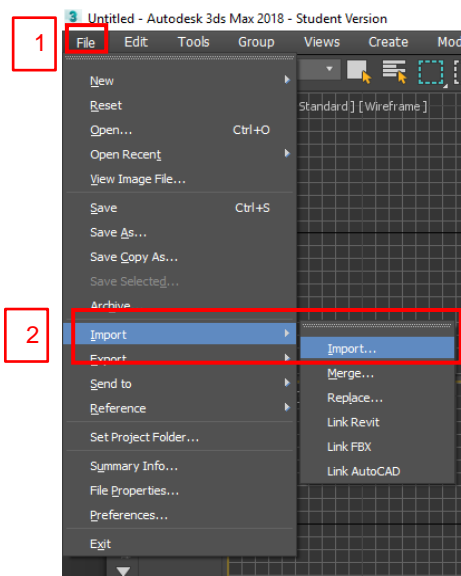 3 Untitled - Autodesk 3ds Max 2018 - Student Version
1
File Edit Tools Group Views Create
Standard ] [ Wireframe ]
New
Reset
Open... Ctrl+O
Open Recent
View Image File...
Save Ctrl+S
Save As...
Save Copy As...
Save Selected...
Archive
2
Import
Import...
Export
Merge...
Send to
Replace...
Reference
Link Revit
Set Project Folder...
Link FBX
Summary Info...
Link AutoCAD
File Properties...
Preferences...
Exit